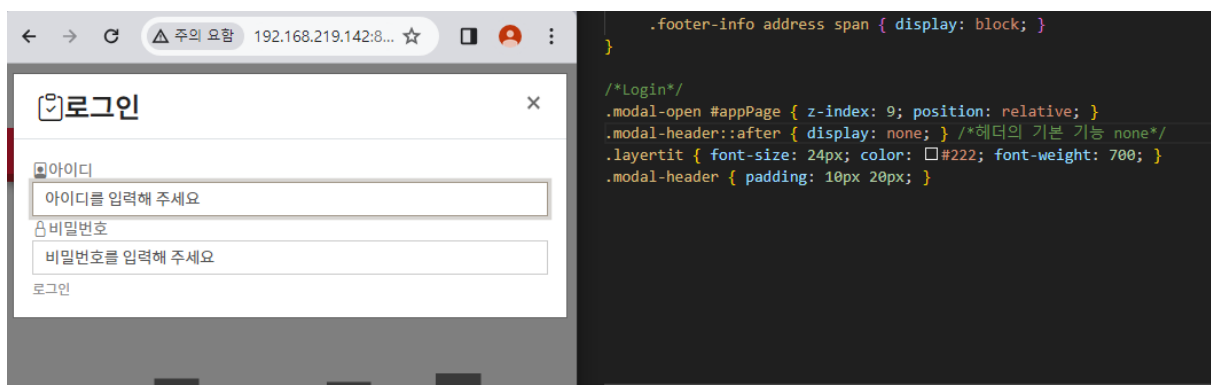 주의 요함 192.168.219.142:8...
로그인
아이디
아이디를 입력해 주세요
비밀번호
비밀번호를 입력해 주세요
로그인
.footer-info address span { display: block; }
}
/*Login*/
.modal-open #appPage { z-index: 9; position: relative; }
.modal-header::after { display: none; } /*헤더의 기본 기능 none*/
.layertit { font-size: 24px; color: #222; font-weight: 700; }
.modal-header { padding: 10px 20px; }